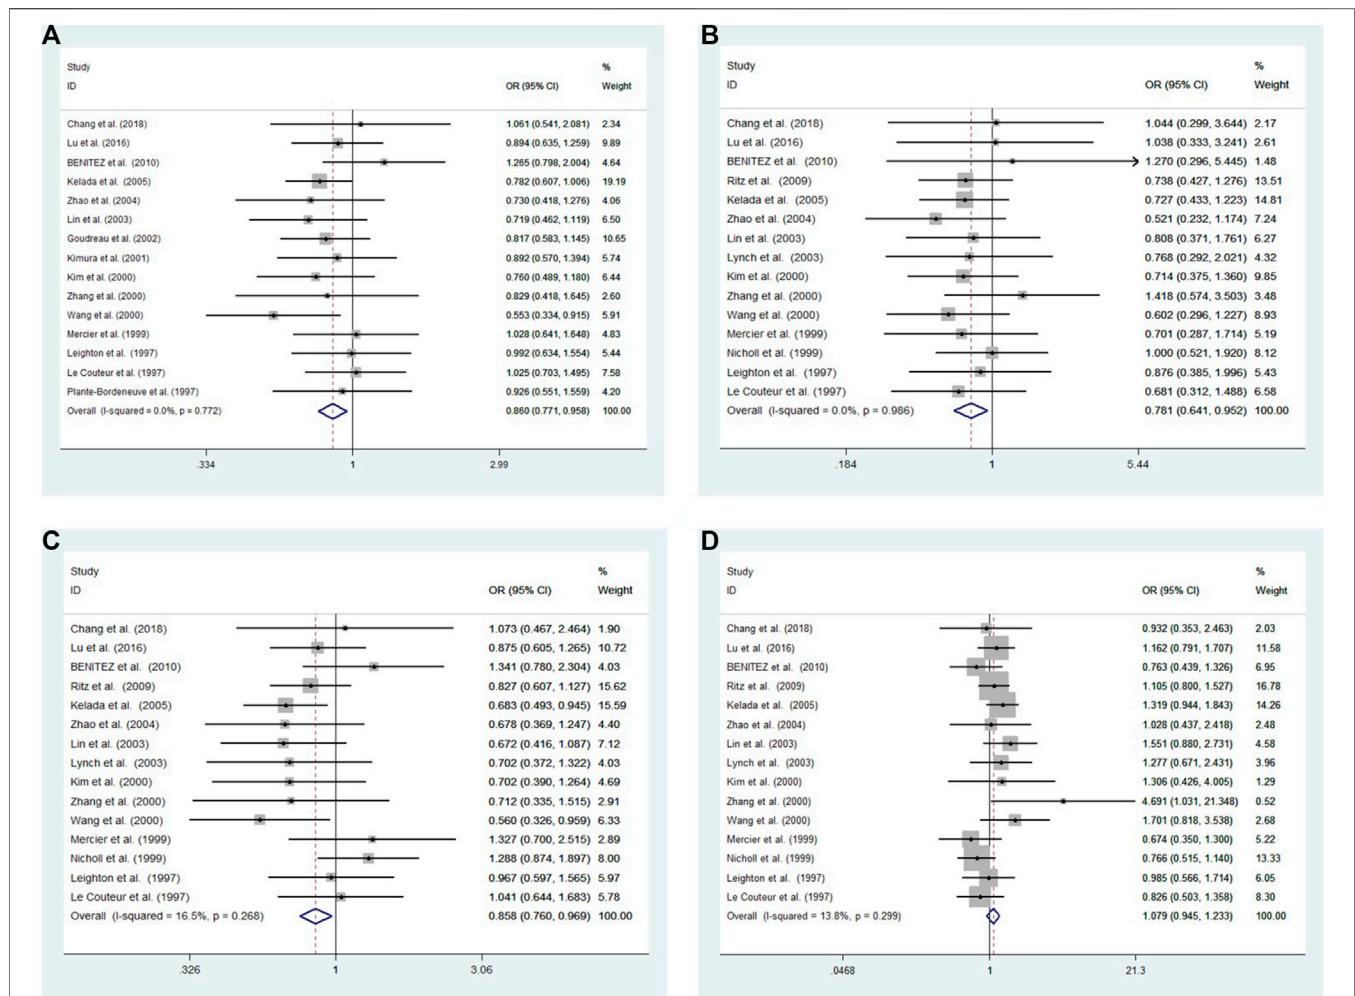 A
Study %
ID OR (95% CI) Weight
Chang et al. (2018) 1.061 (0.541, 2.081) 2.34
Lu et al. (2016) 0.894 (0.635, 1.259) 9.89
BENITEZ et al. (2010) 1.265 (0.798, 2.004) 4.64
Kelada et al. (2005) 0.782 (0.607, 1.006) 19.19
Zhao et al. (2004) 0.730 (0.418, 1.276) 4.06
Lin et al. (2003) 0.719 (0.462, 1.119) 6.50
Goudreau et al. (2002) 0.817 (0.583, 1.145) 10.65
Kimura et al. (2001) 0.892 (0.570, 1.394) 5.74
Kim et al. (2000) 0.760 (0.489, 1.180) 6.44
Zhang et al. (2000) 0.829 (0.418, 1.645) 2.60
Wang et al. (2000) 0.553 (0.334, 0.915) 5.91
Mercier et al. (1999) 1.028 (0.641, 1.648) 4.83
Leighton et al. (1997) 0.992 (0.634, 1.554) 5.44
Le Couteur et al. (1997) 1.025 (0.703, 1.495) 7.58
Plante-Bordeneuve et al. (1997) 0.926 (0.551, 1.559) 4.20
Overall (I-squared = 0.0%, p = 0.772) 0.860 (0.771, 0.958) 100.00
.334 1 2.99
B
Study %
ID OR (95% CI) Weight
Chang et al. (2018) 1.044 (0.299, 3.644) 2.17
Lu et al. (2016) 1.038 (0.333, 3.241) 2.61
BENITEZ et al. (2010) 1.270 (0.296, 5.445) 1.48
Ritz et al. (2009) 0.738 (0.427, 1.276) 13.51
Kelada et al. (2005) 0.727 (0.433, 1.223) 14.81
Zhao et al. (2004) 0.521 (0.232, 1.174) 7.24
Lin et al. (2003) 0.808 (0.371, 1.761) 6.27
Lynch et al. (2003) 0.768 (0.292, 2.021) 4.32
Kim et al. (2000) 0.714 (0.375, 1.360) 9.85
Zhang et al. (2000) 1.418 (0.574, 3.503) 3.48
Wang et al. (2000) 0.602 (0.296, 1.227) 8.93
Mercier et al. (1999) 0.701 (0.287, 1.714) 5.19
Nicholl et al. (1999) 1.000 (0.521, 1.920) 8.12
Leighton et al. (1997) 0.876 (0.385, 1.996) 5.43
Le Couteur et al. (1997) 0.681 (0.312, 1.488) 6.58
Overall (I-squared = 0.0%, p = 0.986) 0.781 (0.641, 0.952) 100.00
.184 1 5.44
C
Study %
ID OR (95% CI) Weight
Chang et al. (2018) 1.073 (0.467, 2.464) 1.90
Lu et al. (2016) 0.875 (0.605, 1.265) 10.72
BENITEZ et al. (2010) 1.341 (0.780, 2.304) 4.03
Ritz et al. (2009) 0.827 (0.607, 1.127) 15.62
Kelada et al. (2005) 0.683 (0.493, 0.945) 15.59
Zhao et al. (2004) 0.678 (0.369, 1.247) 4.40
Lin et al. (2003) 0.672 (0.416, 1.087) 7.12
Lynch et al. (2003) 0.702 (0.372, 1.322) 4.03
Kim et al. (2000) 0.702 (0.390, 1.264) 4.69
Zhang et al. (2000) 0.712 (0.335, 1.515) 2.91
Wang et al. (2000) 0.560 (0.326, 0.959) 6.33
Mercier et al. (1999) 1.327 (0.700, 2.515) 2.89
Nicholl et al. (1999) 1.288 (0.874, 1.897) 8.00
Leighton et al. (1997) 0.967 (0.597, 1.565) 5.97
Le Couteur et al. (1997) 1.041 (0.644, 1.683) 5.78
Overall (I-squared = 16.5%, p = 0.268) 0.858 (0.760, 0.969) 100.00
.326 1 3.06
D
Study %
ID OR (95% CI) Weight
Chang et al. (2018) 0.932 (0.353, 2.463) 2.03
Lu et al. (2016) 1.162 (0.791, 1.707) 11.58
BENITEZ et al. (2010) 0.763 (0.439, 1.326) 6.95
Ritz et al. (2009) 1.105 (0.800, 1.527) 16.78
Kelada et al. (2005) 1.319 (0.944, 1.843) 14.26
Zhao et al. (2004) 1.028 (0.437, 2.418) 2.48
Lin et al. (2003) 1.551 (0.880, 2.731) 4.58
Lynch et al. (2003) 1.277 (0.671, 2.431) 3.96
Kim et al. (2000) 1.306 (0.426, 4.005) 1.29
Zhang et al. (2000) 4.691 (1.031, 21.348) 0.52
Wang et al. (2000) 1.701 (0.818, 3.538) 2.68
Mercier et al. (1999) 0.674 (0.350, 1.300) 5.22
Nicholl et al. (1999) 0.766 (0.515, 1.140) 13.33
Leighton et al. (1997) 0.985 (0.566, 1.714) 6.05
Le Couteur et al. (1997) 0.826 (0.503, 1.358) 8.30
Overall (I-squared = 13.8%, p = 0.299) 1.079 (0.945, 1.233) 100.00
.0468 1 21.3